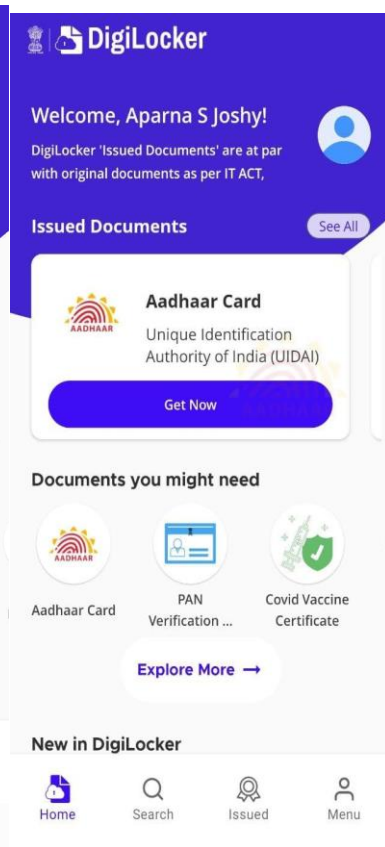 DigiLocker
Welcome, Aparna S Joshy!
DigiLocker 'Issued Documents' are at par
with original documents as per IT ACT,
Issued Documents
See All
AADHAAR
Aadhaar Card
Unique Identification
Authority of India (UIDAI)
AADHAAR
Get Now
Documents you might need
AADHAAR
Aadhaar Card
PAN
Verification ...
Covid Vaccine
Certificate
Explore More →
New in DigiLocker
Home
Search
Issued
Menu